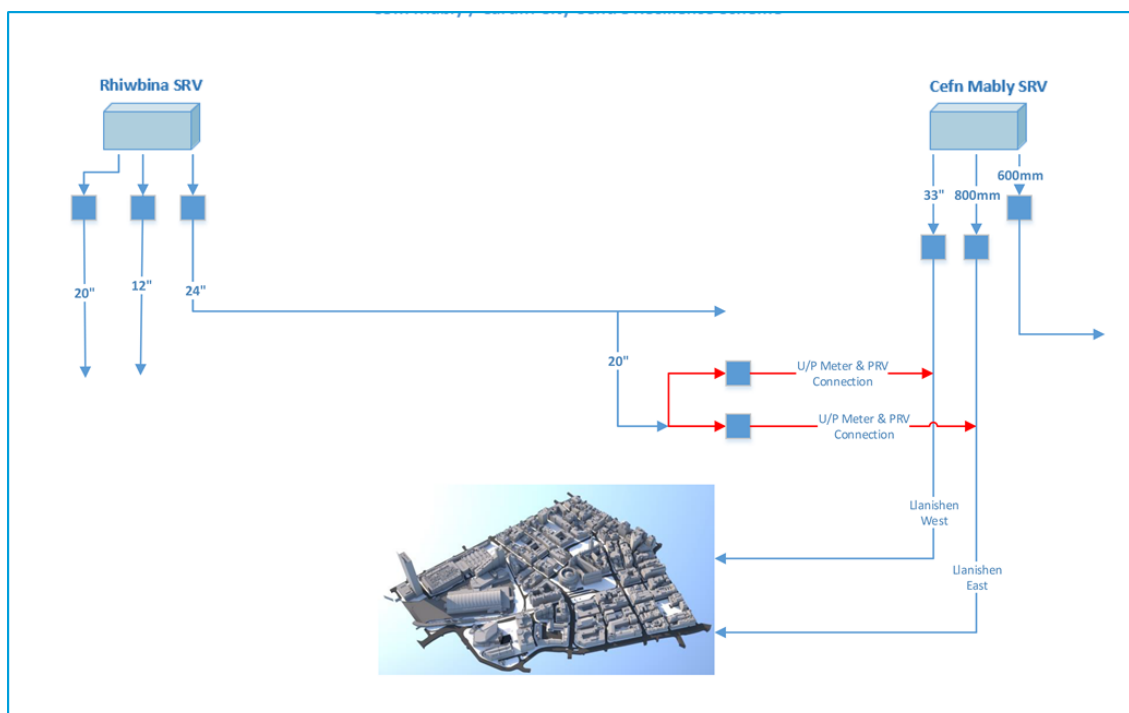 Rhiwbina SRV
Cefn Mably SRV
600mm
33"
800mm
20"
12"
24"
20"
U/P Meter & PRV
Connection
U/P Meter & PRV
Connection
Llanishen
West
Llanishen
East